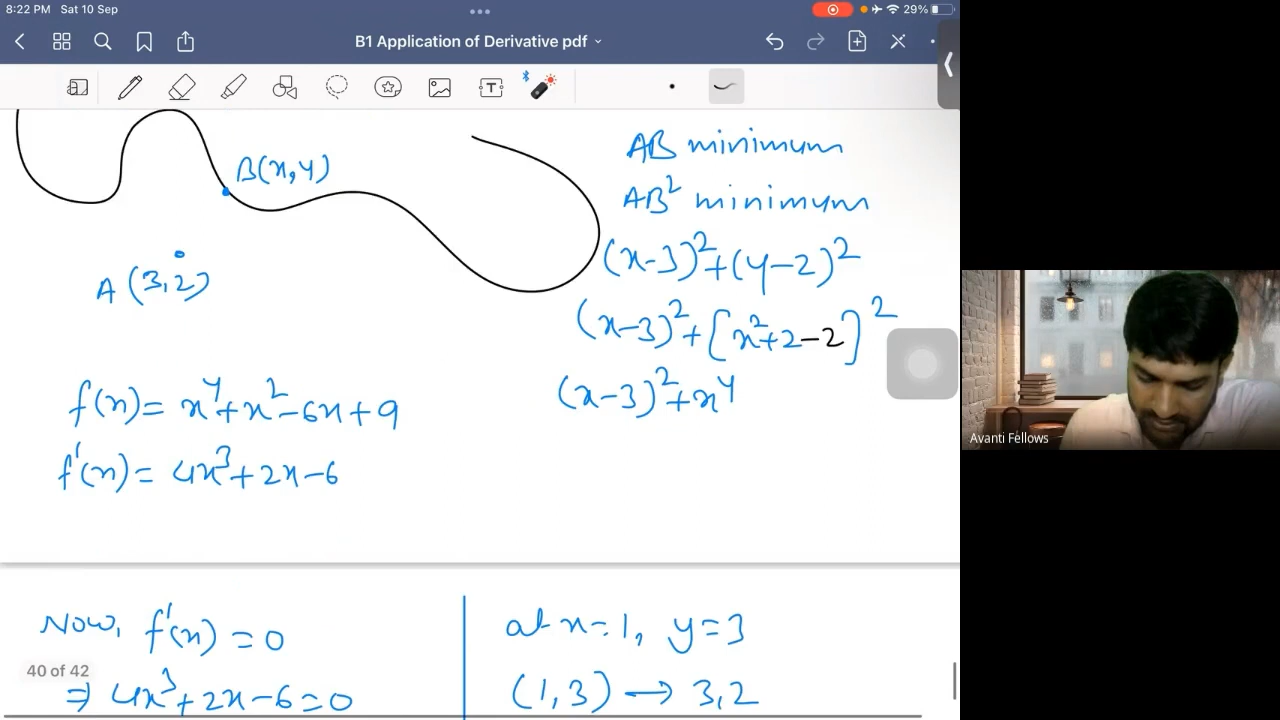 8:22 PM Sat 10 Sep
29%
B1 Application of Derivative pdf
T
AB minimum
B(x,y)
AB² minimum
(x-3)²+(y-2)²
A (3,2)
(x-3)²+[x²+2-2]²
(x-3)²+x⁴
f(x)= x⁴+x²-6x+9
f'(x)= 4x³+2x-6
Avanti Fellows
Now, f'(x)=0
⇒ 4x³+2x-6=0
at x=1, y=3
(1,3) → 3,2
40 of 42